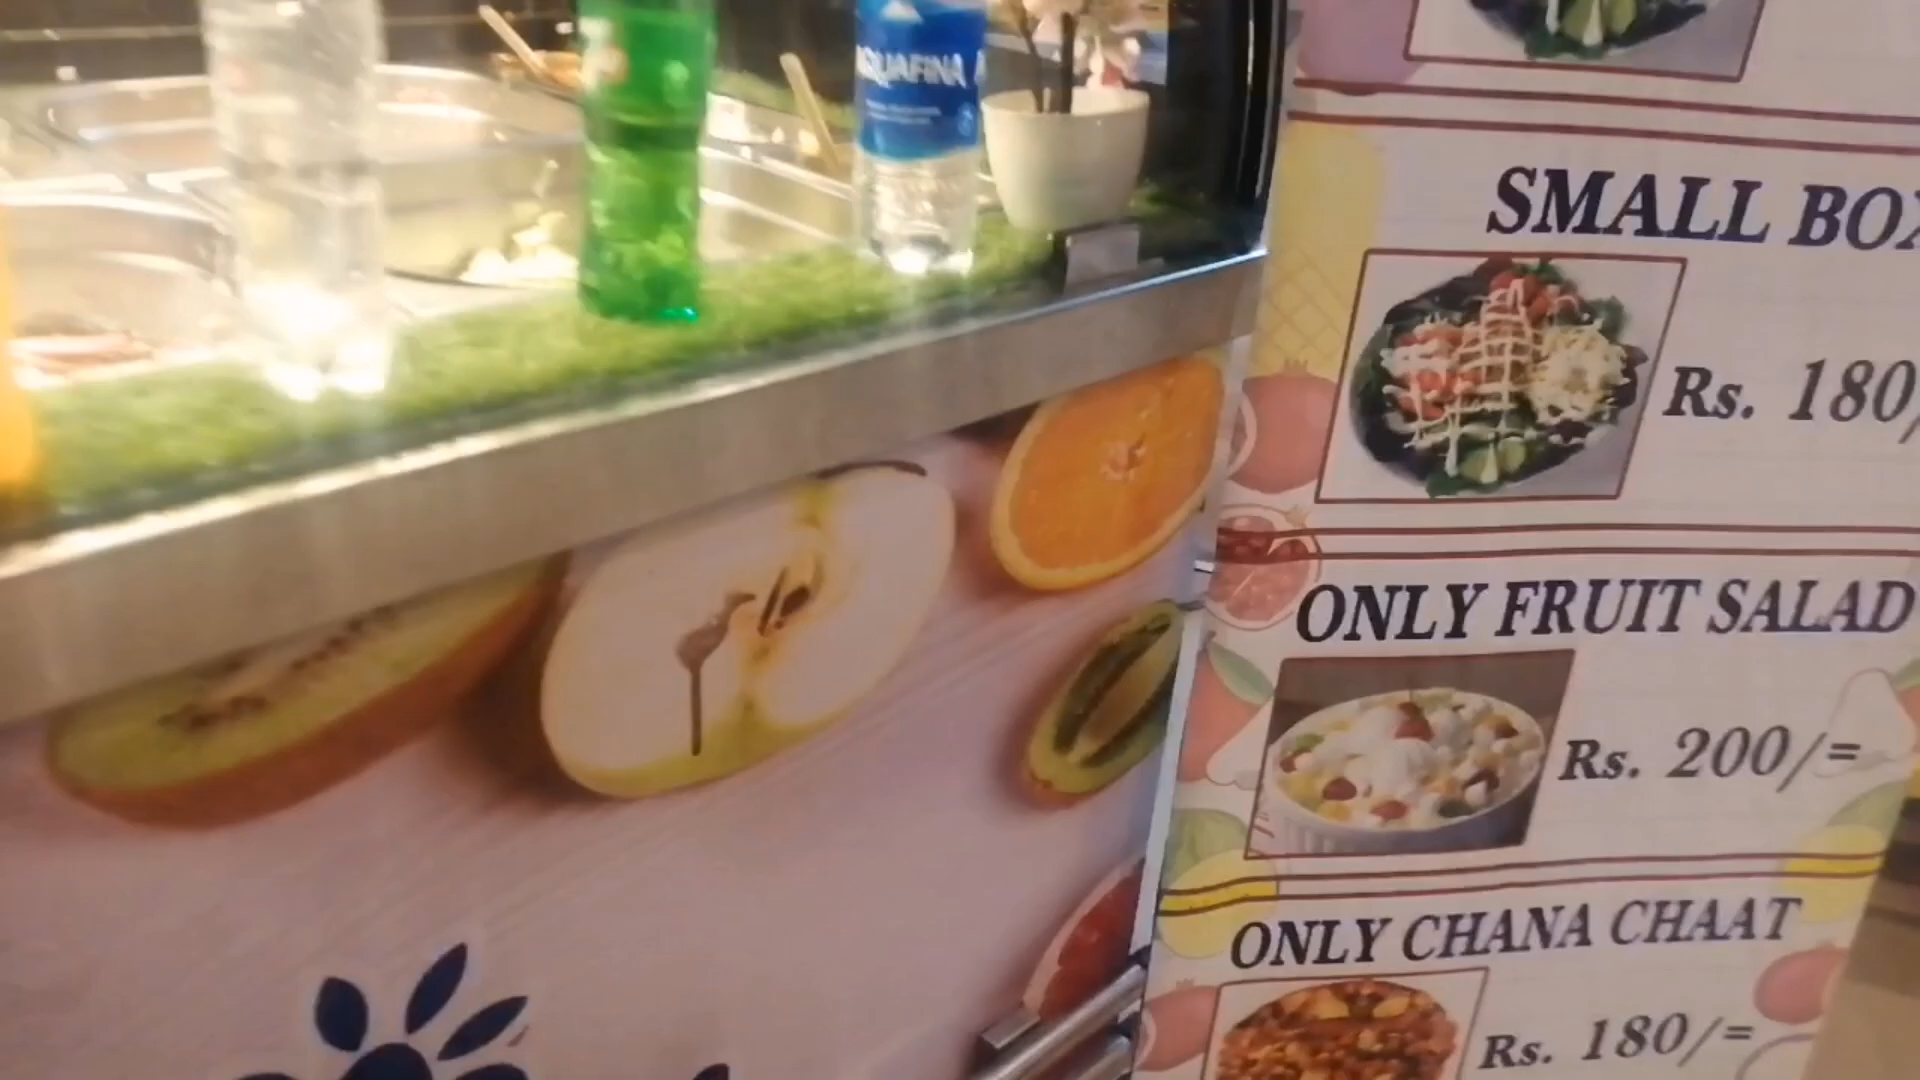 AQUAFINA
SMALL BOX
Rs. 180/
ONLY FRUIT SALAD
Rs. 200/=
ONLY CHANA CHAAT
Rs. 180/=